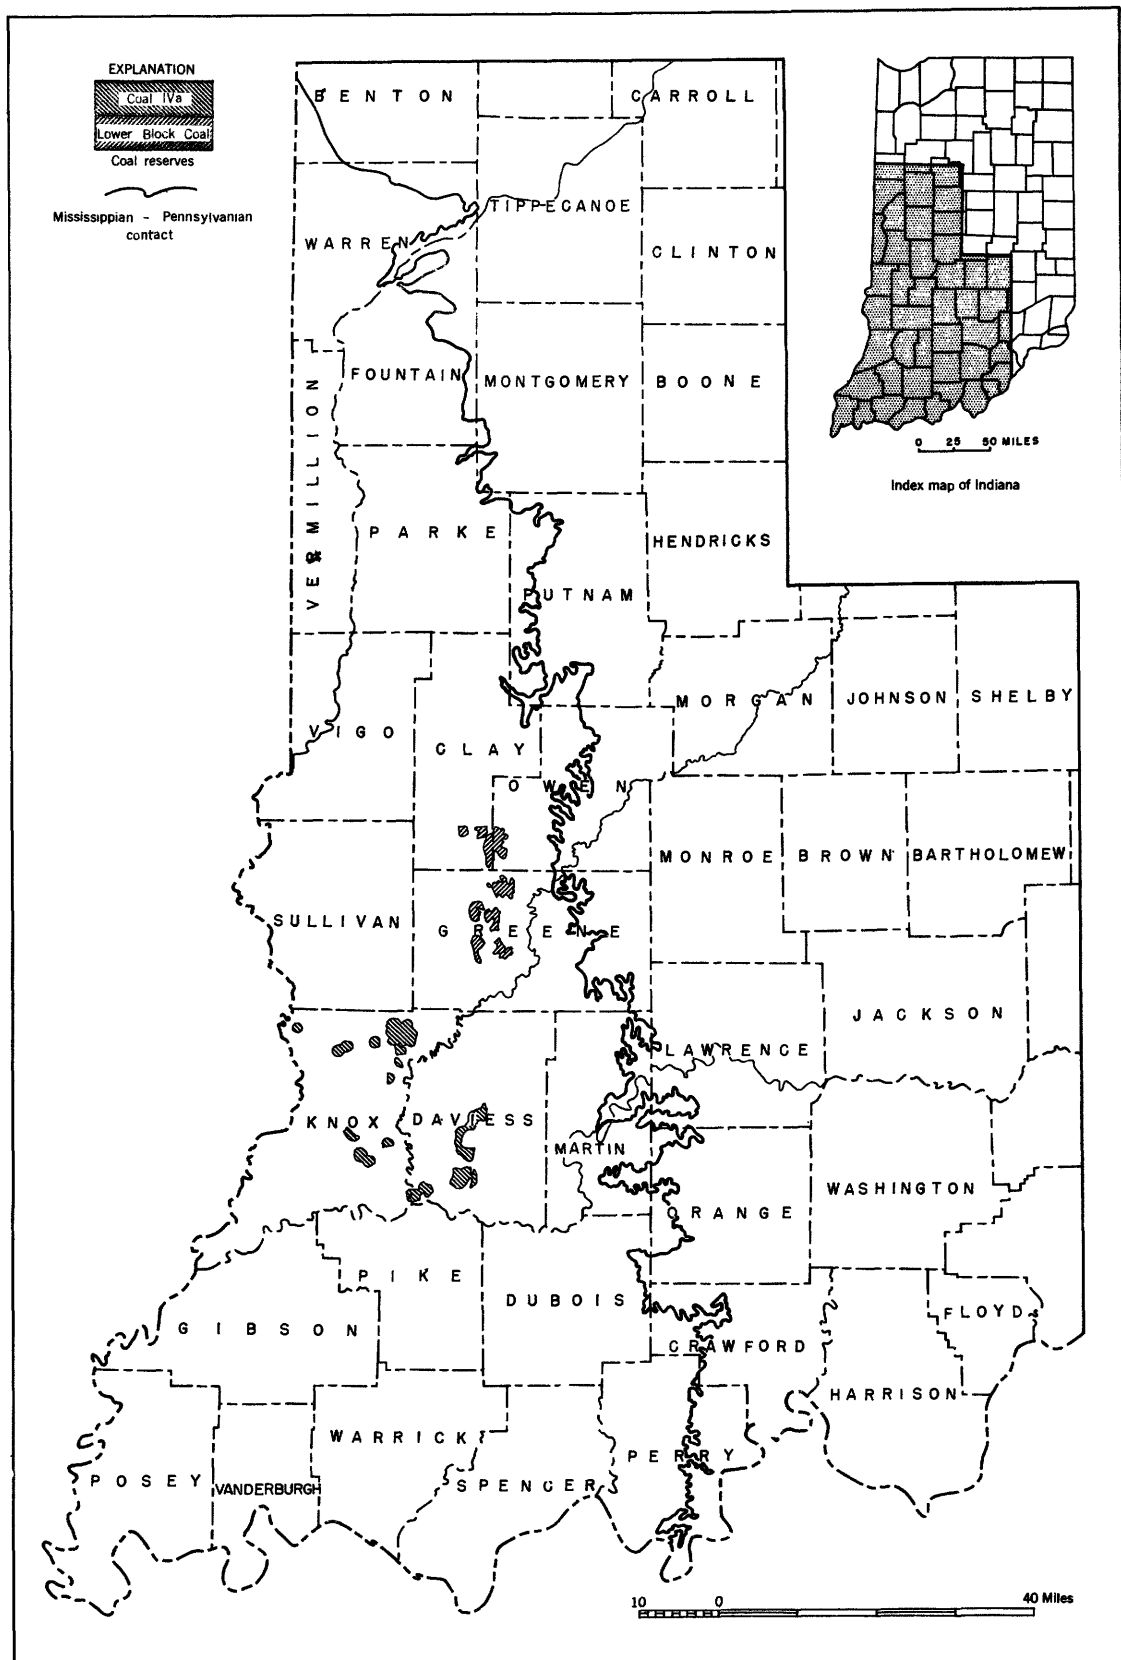 EXPLANATION
Coal IVa
Lower Block Coal
Coal reserves
Mississippian - Pennsylvanian
contact
BENTON
CARROLL
TIPPECANOE
WARREN
CLINTON
FOUNTAIN
MONTGOMERY
BOONE
VERMILLION
0 25 50 MILES
Index map of Indiana
PARKE
HENDRICKS
PUTNAM
MORGAN
JOHNSON
SHELBY
VIGO
CLAY
OWEN
MONROE
BROWN
BARTHOLOMEW
SULLIVAN
GREENE
JACKSON
LAWRENCE
KNOX
DAVIESS
MARTIN
WASHINGTON
ORANGE
PIKE
DUBOIS
FLOYD
GIBSON
CRAWFORD
HARRISON
WARRICK
PERRY
POSEY
VANDERBURGH
SPENCER
10 0 40 Miles